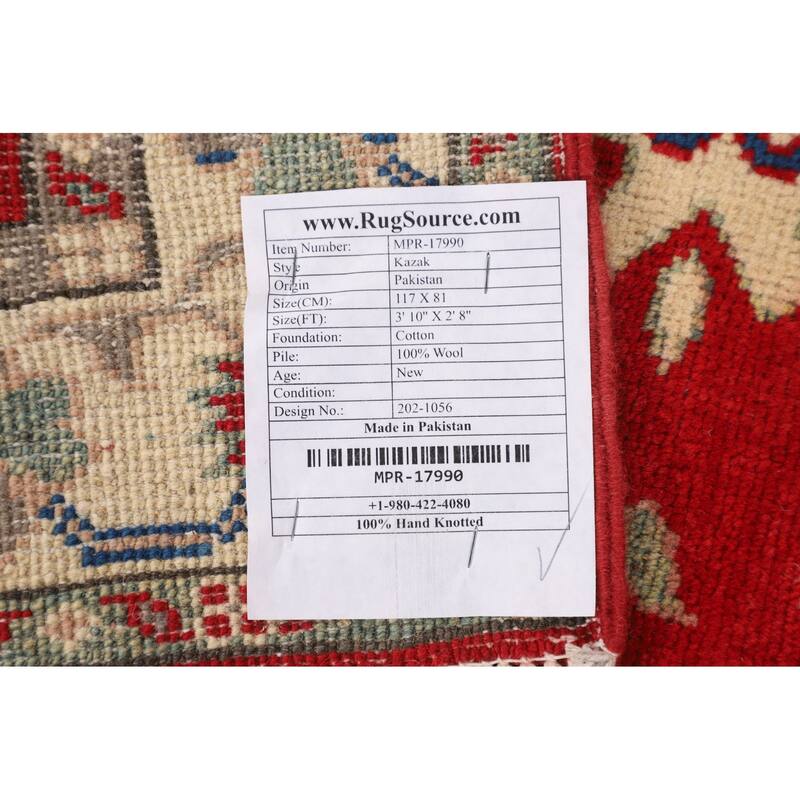 www.RugSource.com
Item Number: MPR-17990
Style Kazak
Origin Pakistan
Size(CM): 117 X 81
Size(FT): 3' 10" X 2' 8"
Foundation: Cotton
Pile: 100% Wool
Age: New
Condition:
Design No.: 202-1056
Made in Pakistan
MPR-17990
+1-980-422-4080
100% Hand Knotted